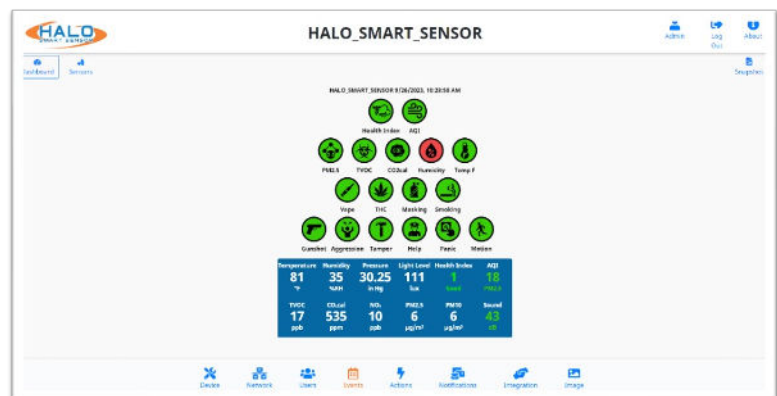 HALO
SMART SENSOR
HALO_SMART_SENSOR
Admin Log Out About
Dashboard Sensors Snapshot
HALO_SMART_SENSOR 9/26/2023, 10:28:50 AM
Health Index AQI
PM2.5 TVOC CO2cal Humidity Temp F
Vape THC Masking Smoking
Gunshot Aggression Tamper Help Panic Motion
Temperature Humidity Pressure Light Level Health Index AQI
81 35 30.25 111 1 18
°F %RH in Hg lux Good PM2.5
TVOC CO₂cal NO₂ PM2.5 PM10 Sound
17 535 10 6 6 43
ppb ppm ppb µg/m³ µg/m³ dB
Device Network Users Events Actions Notifications Integration Image